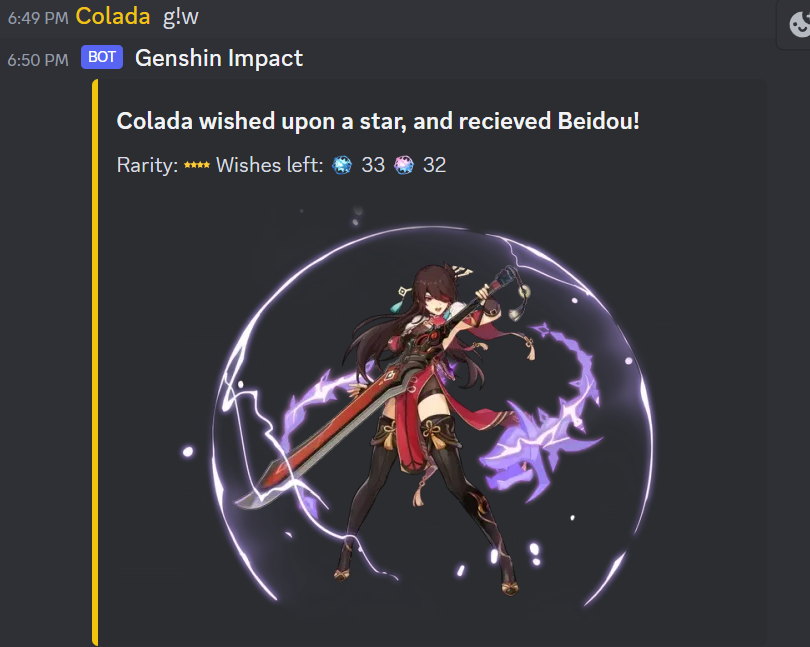 6:49 PM Colada g!w
6:50 PM BOT Genshin Impact
Colada wished upon a star, and recieved Beidou!
Rarity: Wishes left: 33 32